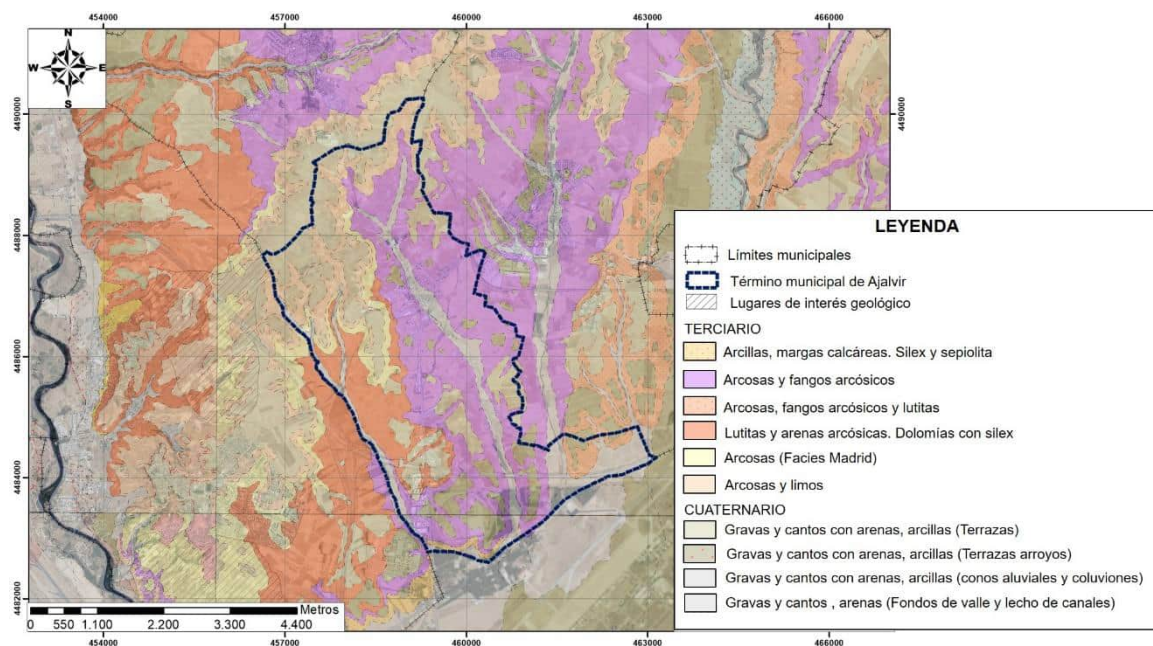 454000 457000 460000 463000 466000
N
W E
S
4490000 4490000
4488000
4486000
4484000
4482000
LEYENDA
Límites municipales
Término municipal de Ajalvir
Lugares de interés geológico
TERCIARIO
Arcillas, margas calcáreas. Silex y sepiolita
Arcosas y fangos arcósicos
Arcosas, fangos arcósicos y lutitas
Lutitas y arenas arcósicas. Dolomías con silex
Arcosas (Facies Madrid)
Arcosas y limos
CUATERNARIO
Gravas y cantos con arenas, arcillas (Terrazas)
Gravas y cantos con arenas, arcillas (Terrazas arroyos)
Gravas y cantos con arenas, arcillas (conos aluviales y coluviones)
Gravas y cantos , arenas (Fondos de valle y lecho de canales)
Metros
0 550 1.100 2.200 3.300 4.400
454000 457000 460000 463000 466000